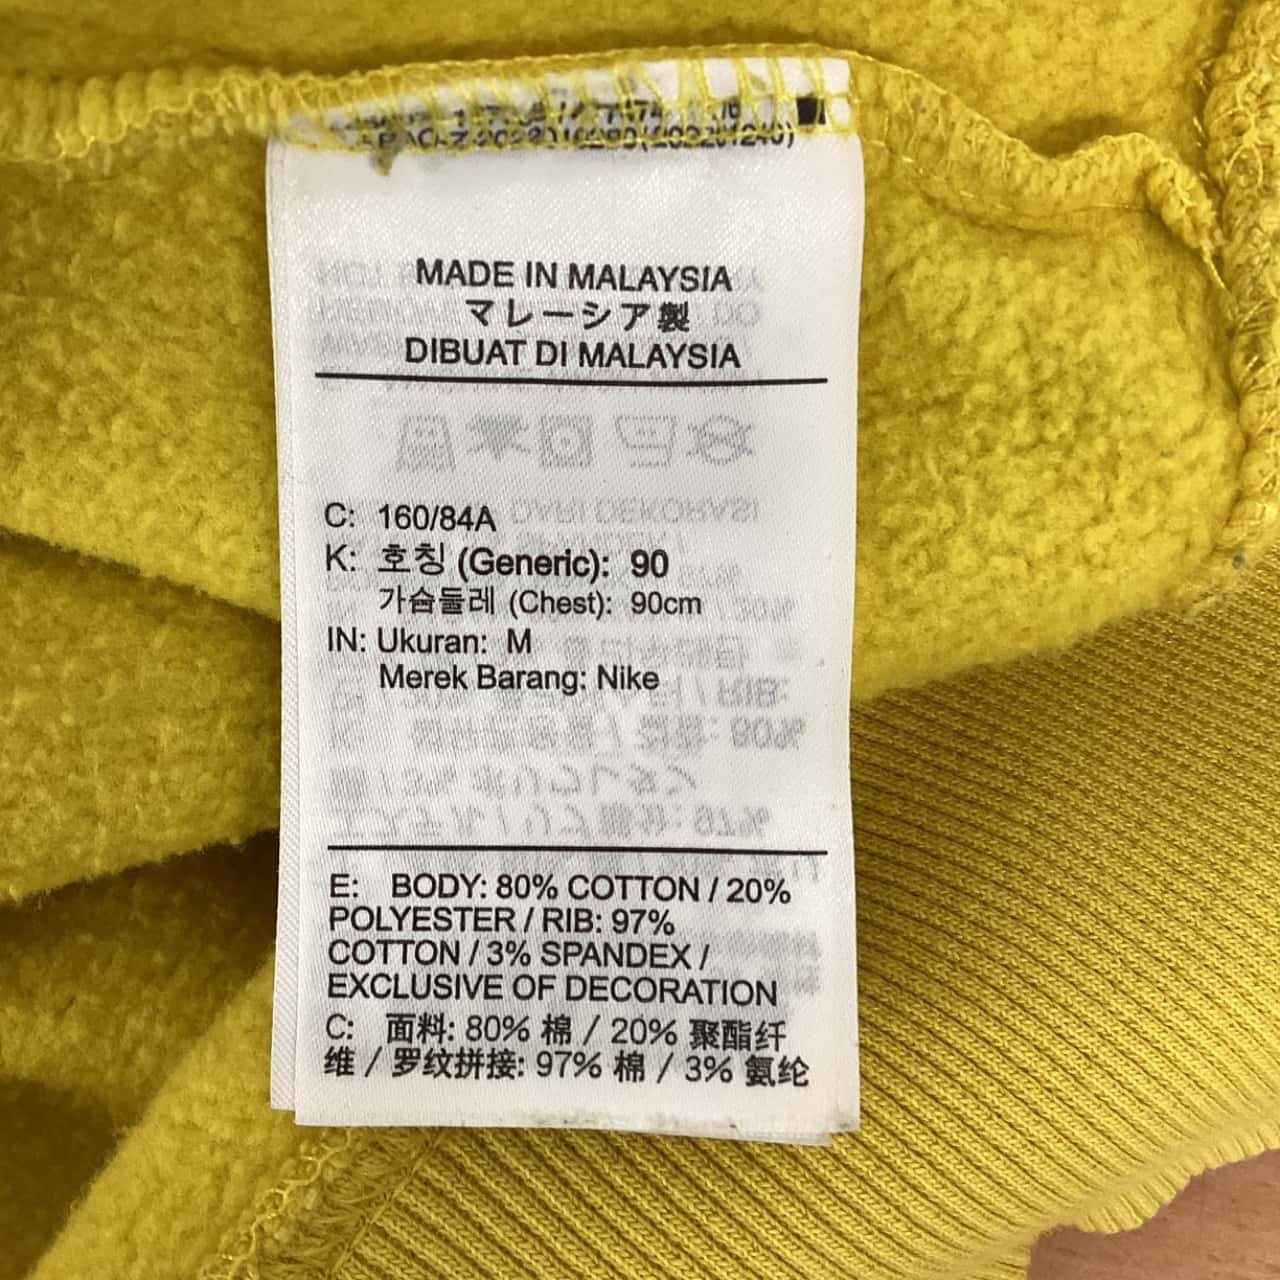 MADE IN MALAYSIA
マレーシア製
DIBUAT DI MALAYSIA
C: 160/84A
K: 호칭 (Generic): 90
가슴둘레 (Chest): 90cm
IN: Ukuran: M
Merek Barang: Nike
E: BODY: 80% COTTON / 20%
POLYESTER / RIB: 97%
COTTON / 3% SPANDEX /
EXCLUSIVE OF DECORATION
C: 面料: 80% 棉 / 20% 聚酯纤
维 / 罗纹拼接: 97% 棉 / 3% 氨纶